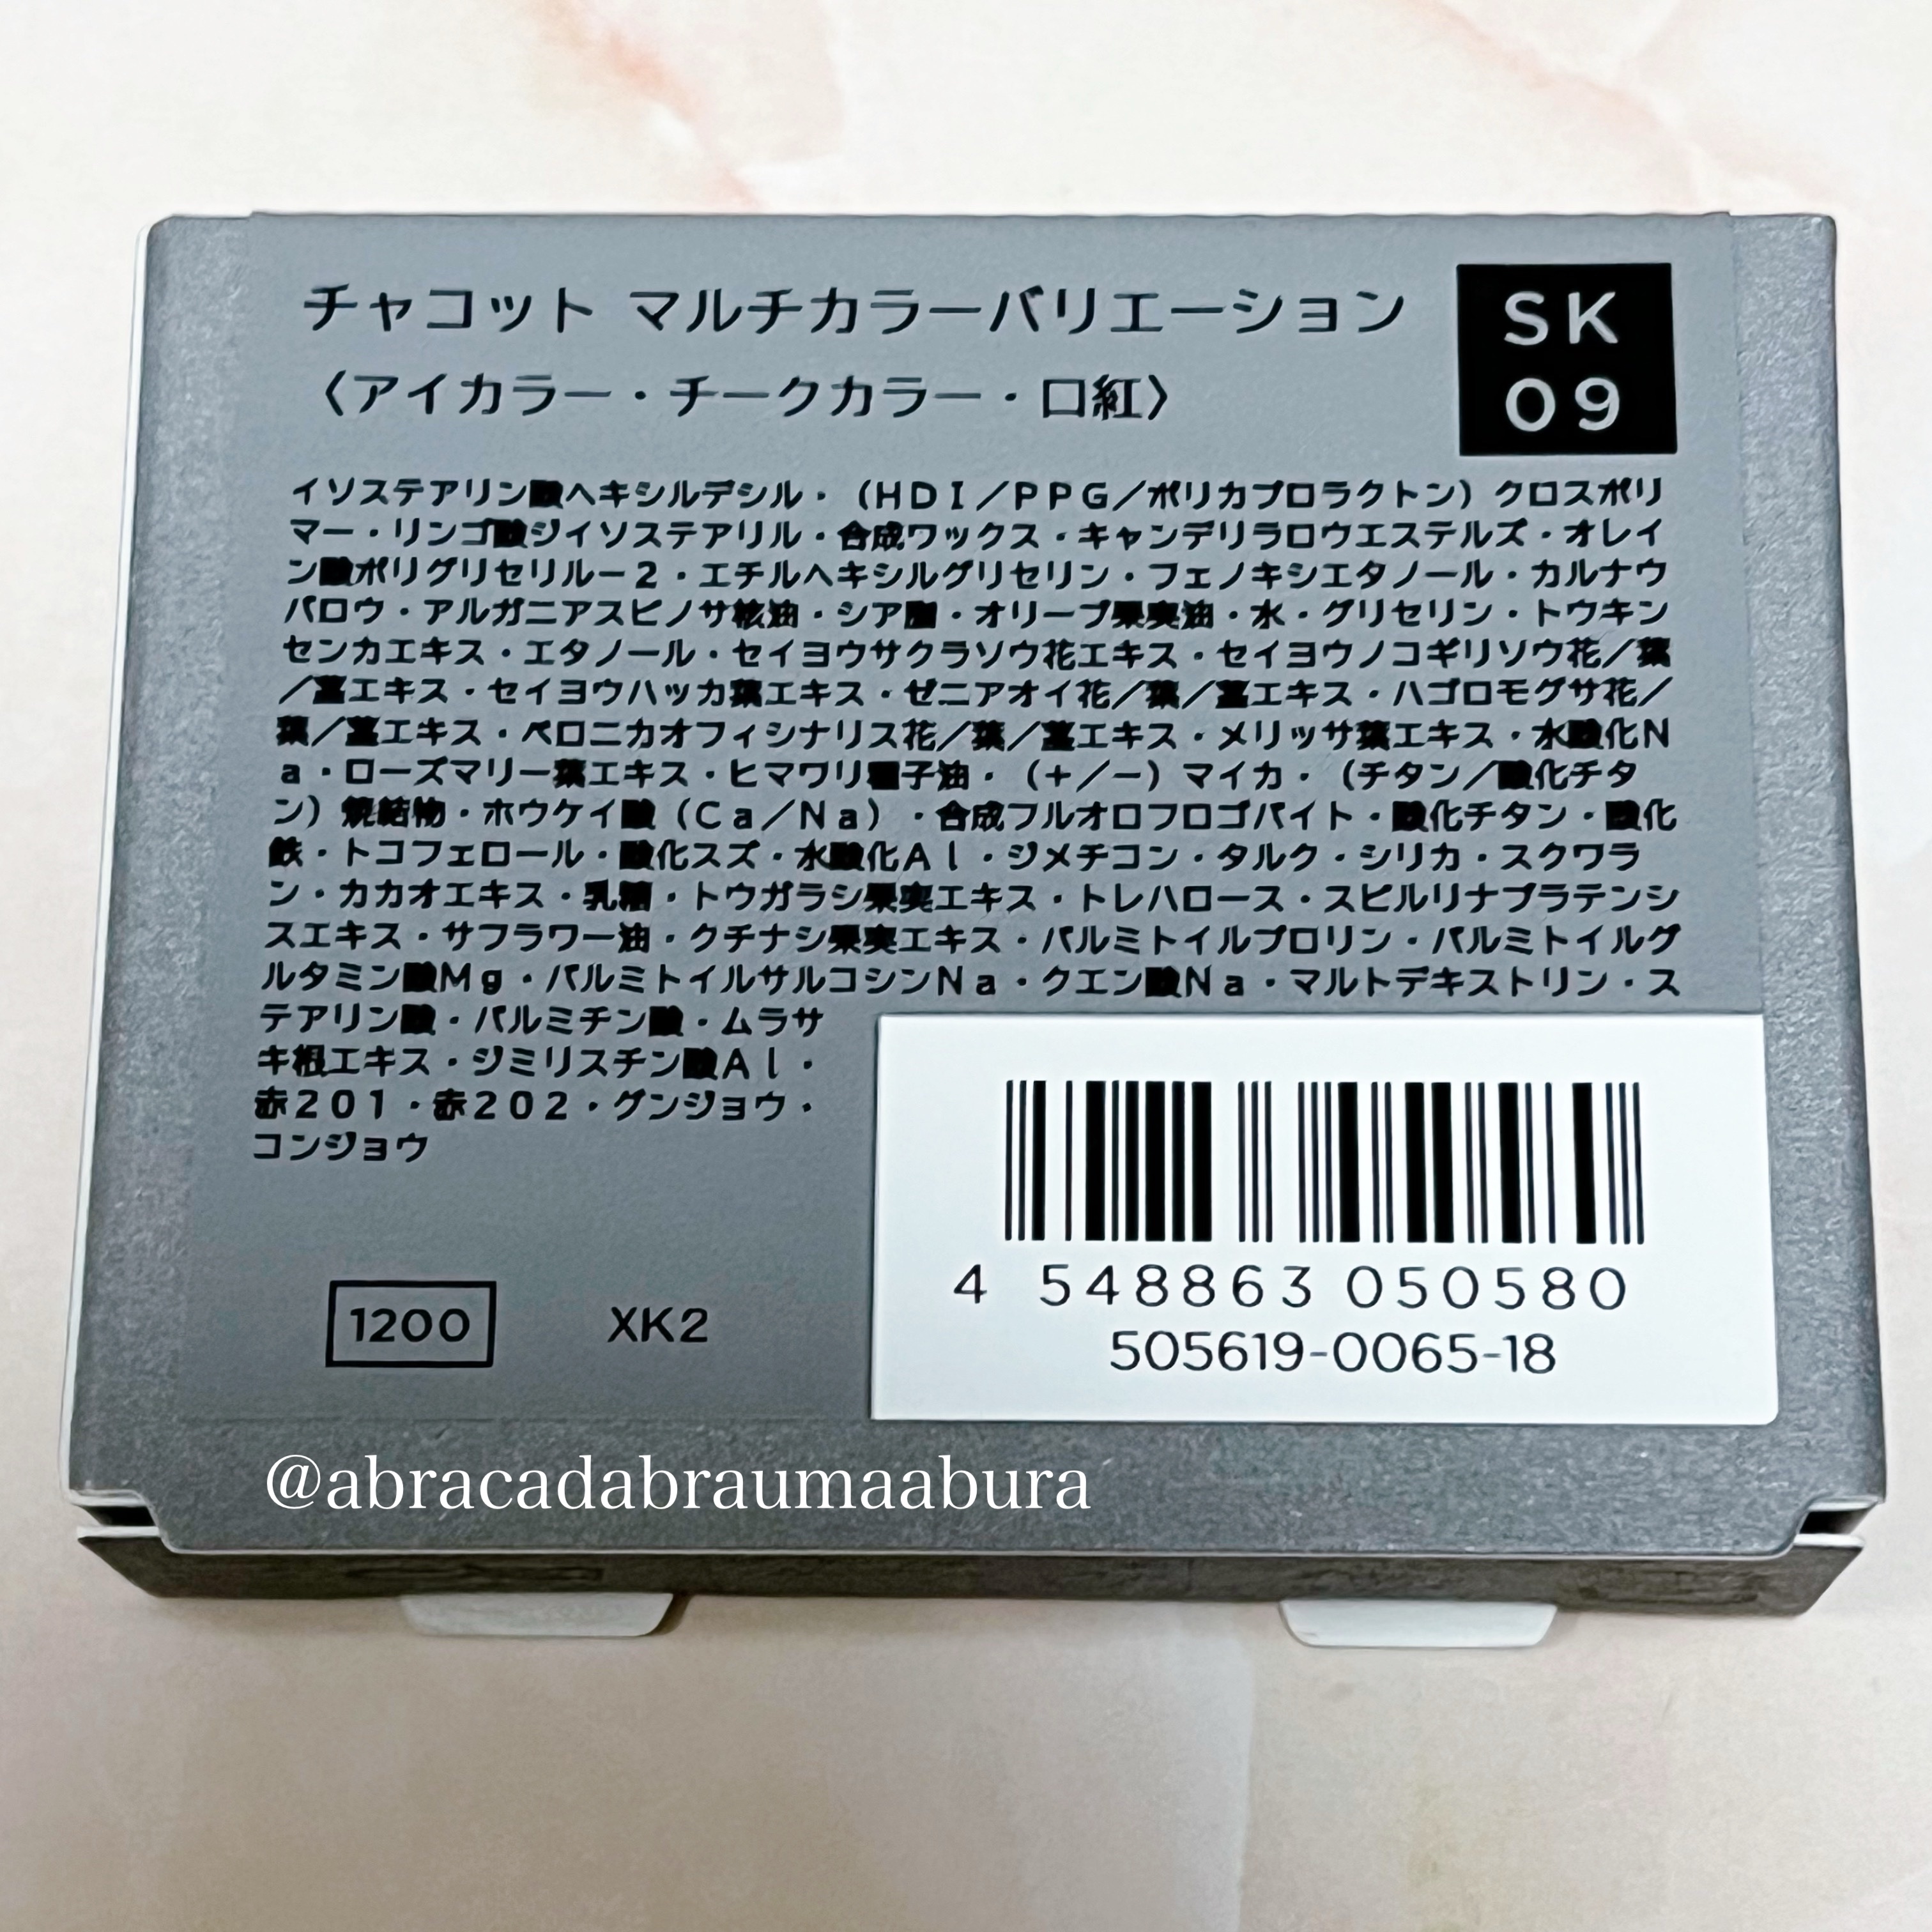 チャコット マルチカラーバリエーション
〈アイカラー・チークカラー・口紅〉
SK
09
イソステアリン酸ヘキシルデシル・（HDI／PPG／ポリカプロラクトン）クロスポリ
マー・リンゴ酸ジイソステアリル・合成ワックス・キャンデリラロウエステルズ・オレイ
ン酸ポリグリセリルー2・エチルヘキシルグリセリン・フェノキシエタノール・カルナウ
バロウ・アルガニアスピノサ核油・シア脂・オリーブ果実油・水・グリセリン・トウキン
センカエキス・エタノール・セイヨウサクラソウ花エキス・セイヨウノコギリソウ花／葉
／茎エキス・セイヨウハッカ葉エキス・ゼニアオイ花／葉／茎エキス・ハゴロモグサ花／
葉／茎エキス・ベロニカオフィシナリス花／葉／茎エキス・メリッサ葉エキス・水酸化N
a・ローズマリー葉エキス・ヒマワリ種子油・（+／−）マイカ・（チタン／酸化チタ
ン）焼結物・ホウケイ酸（Ca／Na）・合成フルオロフロゴパイト・酸化チタン・酸化
鉄・トコフェロール・酸化スズ・水酸化Al・ジメチコン・タルク・シリカ・スクワラ
ン・カカオエキス・乳糖・トウガラシ果実エキス・トレハロース・スピルリナプラテンシ
スエキス・サフラワー油・クチナシ果実エキス・パルミトイルプロリン・パルミトイルグ
ルタミン酸Mg・パルミトイルサルコシンNa・クエン酸Na・マルトデキストリン・ス
テアリン酸・パルミチン酸・ムラサ
キ根エキス・ジミリスチン酸Al・
赤201・赤202・グンジョウ・
コンジョウ
1200 XK2
4 548863 050580
505619-0065-18
@abracadabraumaabura